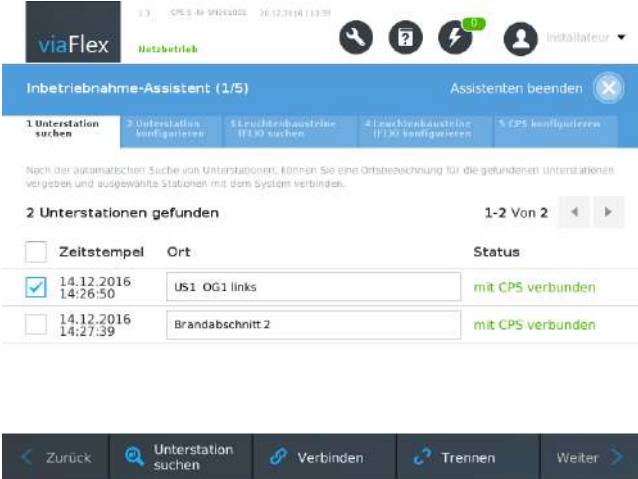 viaFlex
Netzbetrieb
0
Installateur
Inbetriebnahme-Assistent (1/5)
Assistenten beenden
1 Unterstation
suchen
2 Unterstation
konfigurieren
3 Leuchtenbausteine
suchen
4 Leuchtenbausteine
konfigurieren
5 CPS konfigurieren
Nach der automatischen Suche von Unterstationen, können Sie eine Ortsbezeichnung für die gefundenen Unterstationen
vergeben und ausgewählte Stationen mit dem System verbinden.
2 Unterstationen gefunden
1-2 Von 2
Zeitstempel Ort Status
14.12.2016
14:26:50
US1 OG1 links
mit CPS verbunden
14.12.2016
14:27:39
Brandabschnitt 2
mit CPS verbunden
Zurück
Unterstation
suchen
Verbinden
Trennen
Weiter